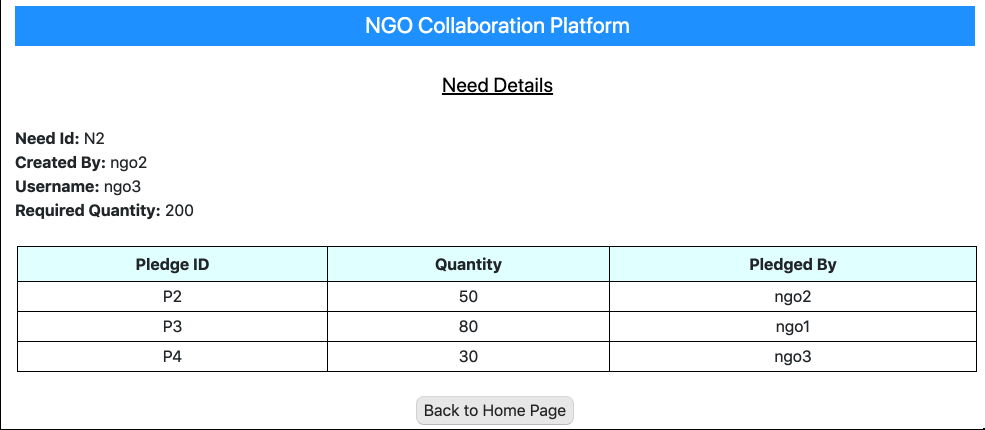 NGO Collaboration Platform
Need Details
Need Id: N2
Created By: ngo2
Username: ngo3
Required Quantity: 200
Pledge ID Quantity Pledged By
P2 50 ngo2
P3 80 ngo1
P4 30 ngo3
Back to Home Page